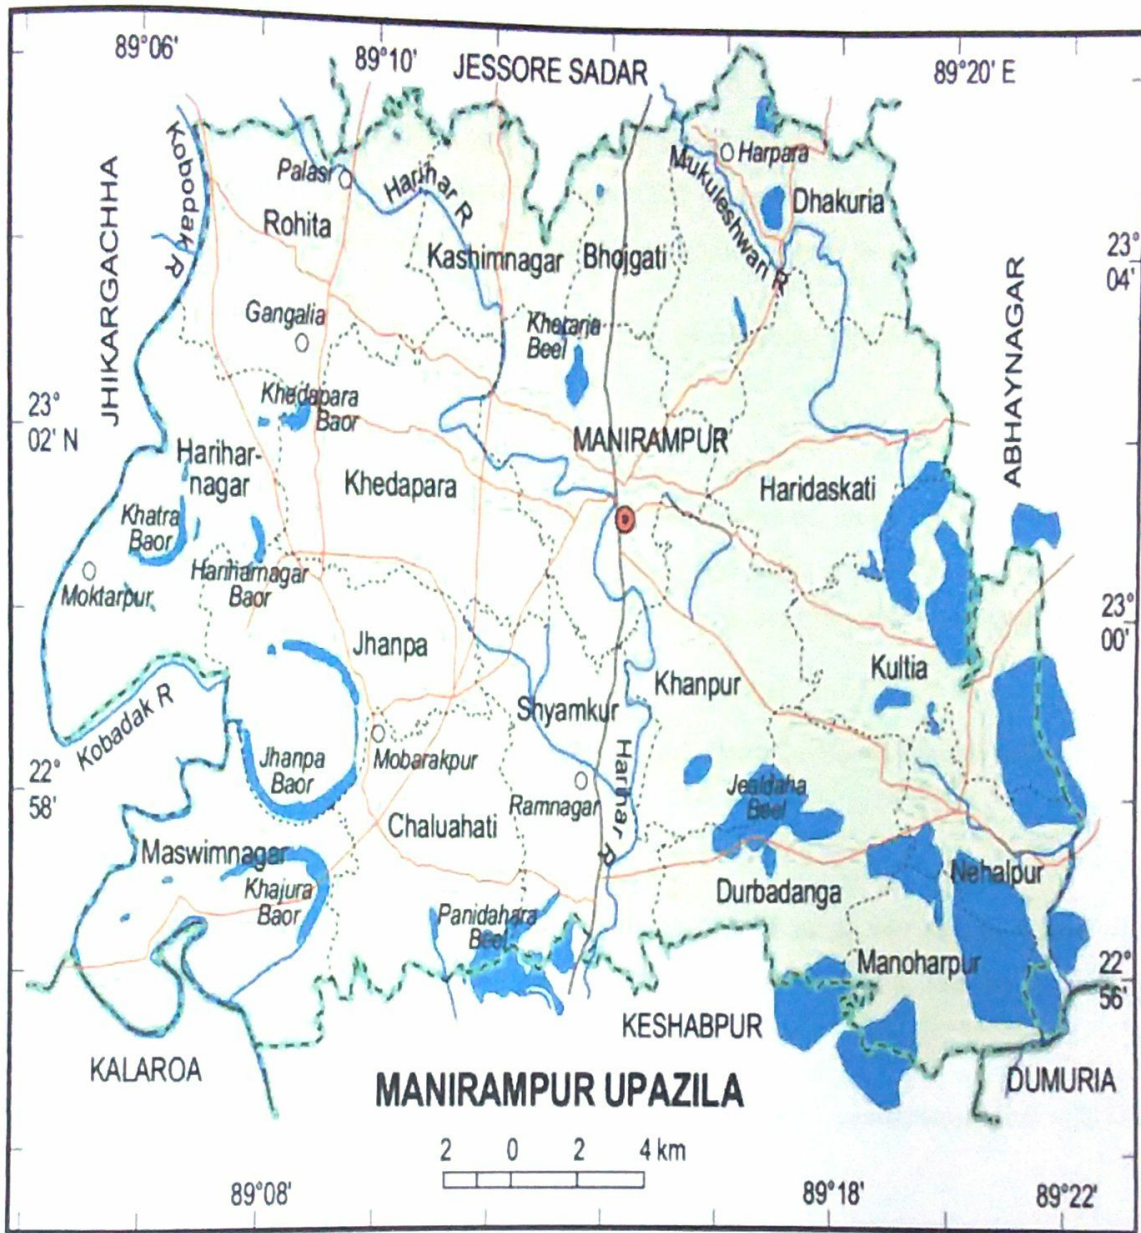 89°06'
89°10'
JESSORE SADAR
89°20' E
Kobodak R
JHIKARGACHHA
Palasi
Harihar R
Rohita
Kashimnagar
Bhojgati
Mukuleshwari R
Harpara
Dhakuria
23°
04'
ABHAYNAGAR
Gangalia
Khetaria
Beel
23°
02' N
Khedapara
Baor
MANIRAMPUR
Harihar-
nagar
Khedapara
Haridaskati
Khatra
Baor
Hariharnagar
Baor
Moktarpur
23°
00'
Jhanpa
Kultia
Khanpur
Shyamkur
Kobadak R
Mobarakpur
Jhanpa
Baor
Harihar R
22°
58'
Ramnagar
Jealdaha
Beel
Chaluahati
Maswimnagar
Khajura
Baor
Nehalpur
Durbadanga
Panidahara
Beel
Manoharpur
22°
56'
KESHABPUR
KALAROA
MANIRAMPUR UPAZILA
DUMURIA
2 0 2 4 km
89°08'
89°18'
89°22'